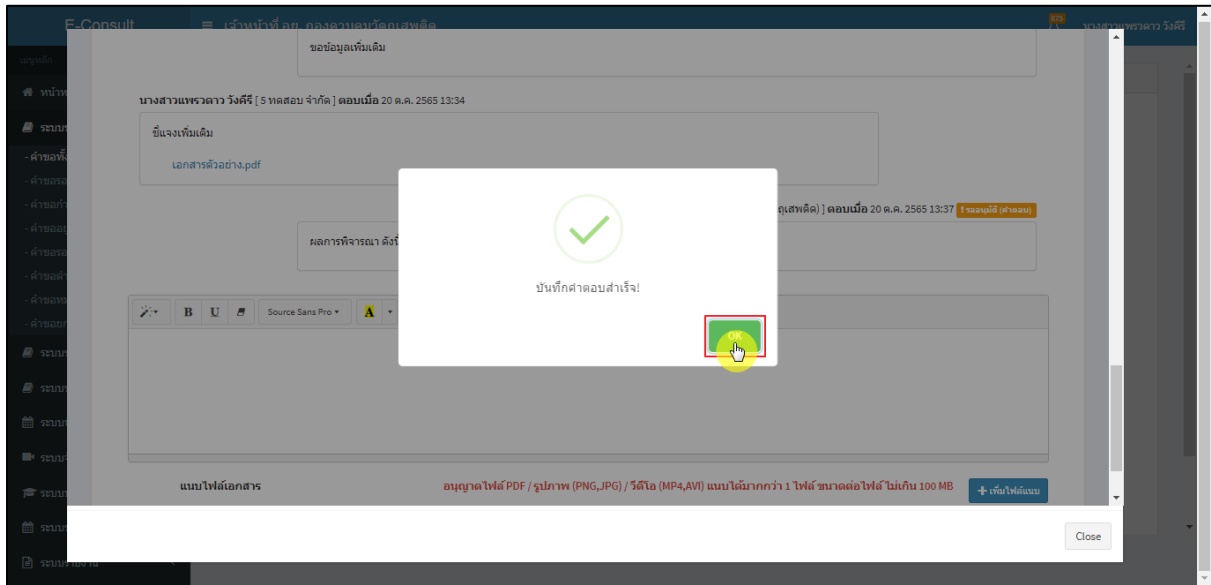 E-Consult
เจ้าหน้าที่ อย. กองควบคุมวัตถุเสพติด
นางสาวแพรวดาว วังคีรี
เมนูหลัก
ขอข้อมูลเพิ่มเติม
นางสาวแพรวดาว วังคีรี [ 5 ทดสอบ จำกัด ] ตอบเมื่อ 20 ต.ค. 2565 13:34
ชี้แจงเพิ่มเติม
เอกสารตัวอย่าง.pdf
ตอบเมื่อ 20 ต.ค. 2565 13:37 ! รออนุมัติ (คำตอบ)
ผลการพิจารณา
บันทึกคำตอบสำเร็จ!
OK
B U Source Sans Pro A
แนบไฟล์เอกสาร
อนุญาตไฟล์ PDF / รูปภาพ (PNG,JPG) / วีดีโอ (MP4,AVI) แนบได้มากกว่า 1 ไฟล์ ขนาดต่อไฟล์ ไม่เกิน 100 MB
+ เพิ่มไฟล์แนบ
Close